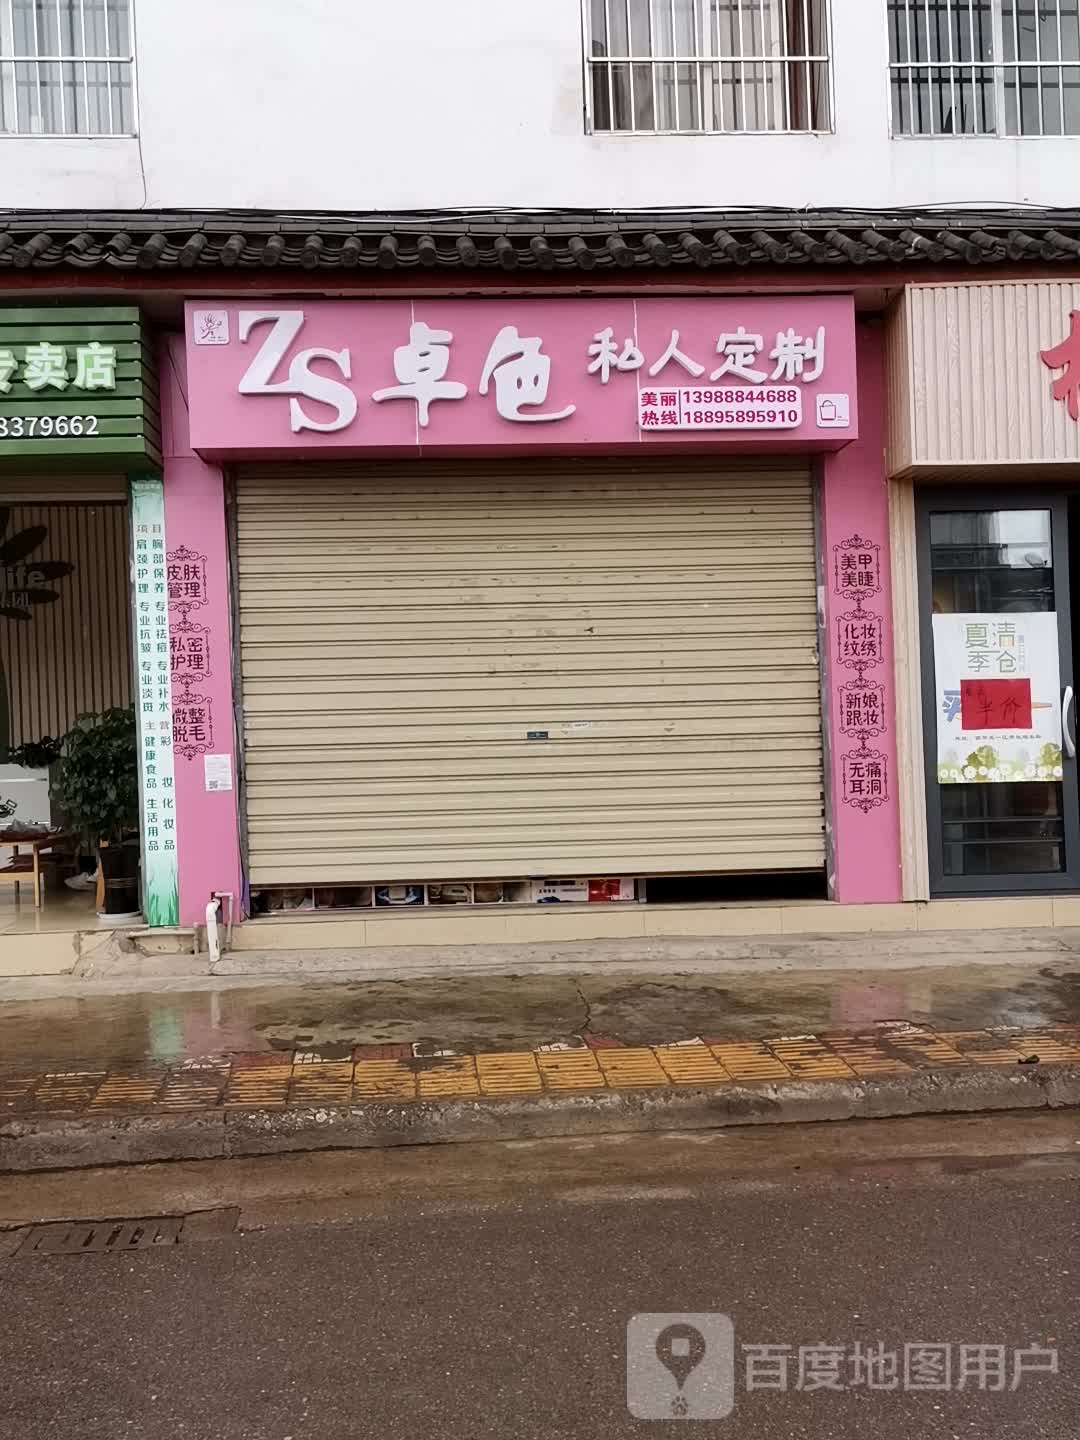 专卖店
8379662
ZS 卓色 私人定制
美丽热线 13988844688
18895895910
项目
肩颈护理 专业抗皱 专业淡斑 主
胸部保养 专业祛痘 专业补水 营
健康食品 生活用品
彩妆化妆品
皮肤管理
私密护理
微整脱毛
美甲美睫
化妆纹绣
新娘跟妆
无痛耳洞
夏季清仓
半价
百度地图用户